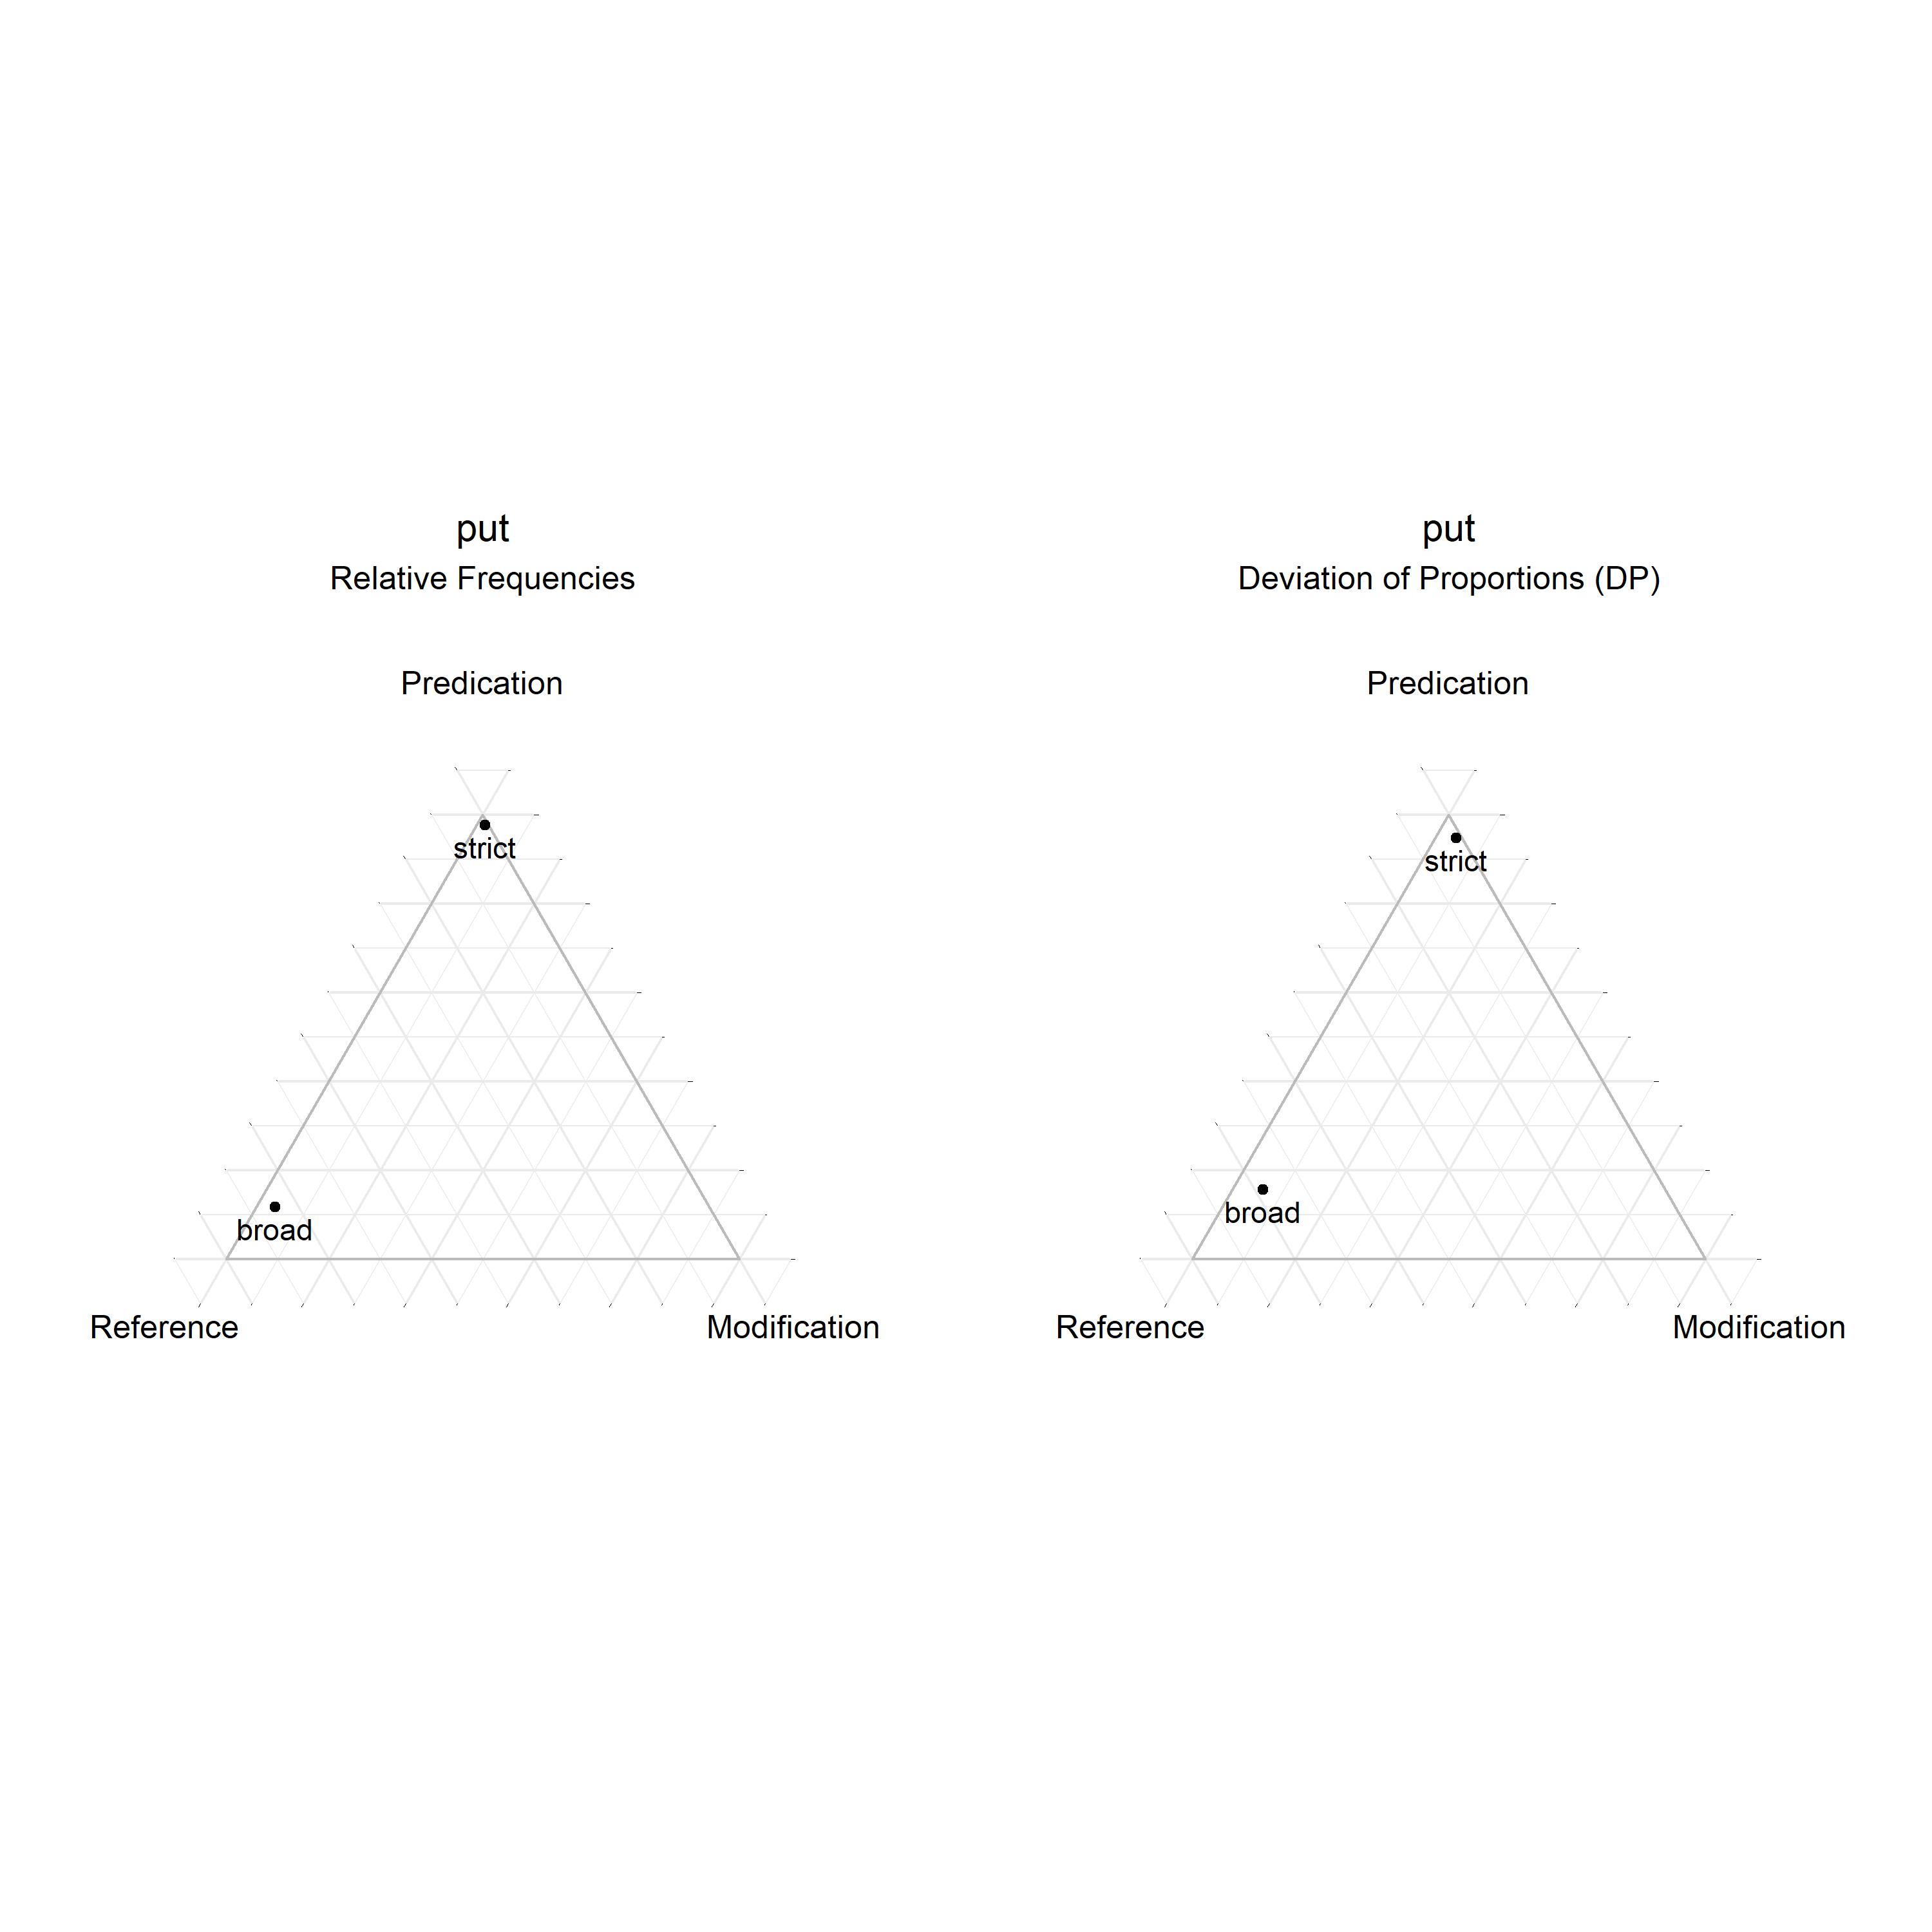 put
Relative Frequencies
Predication
strict
broad
Reference
Modification
put
Deviation of Proportions (DP)
Predication
strict
broad
Reference
Modification